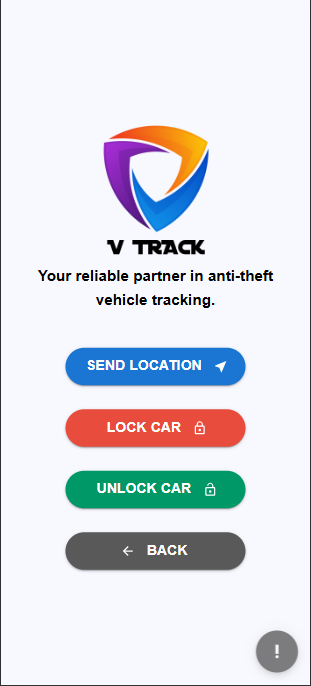 V TRACK
Your reliable partner in anti-theft
vehicle tracking.
SEND LOCATION
LOCK CAR
UNLOCK CAR
BACK
!